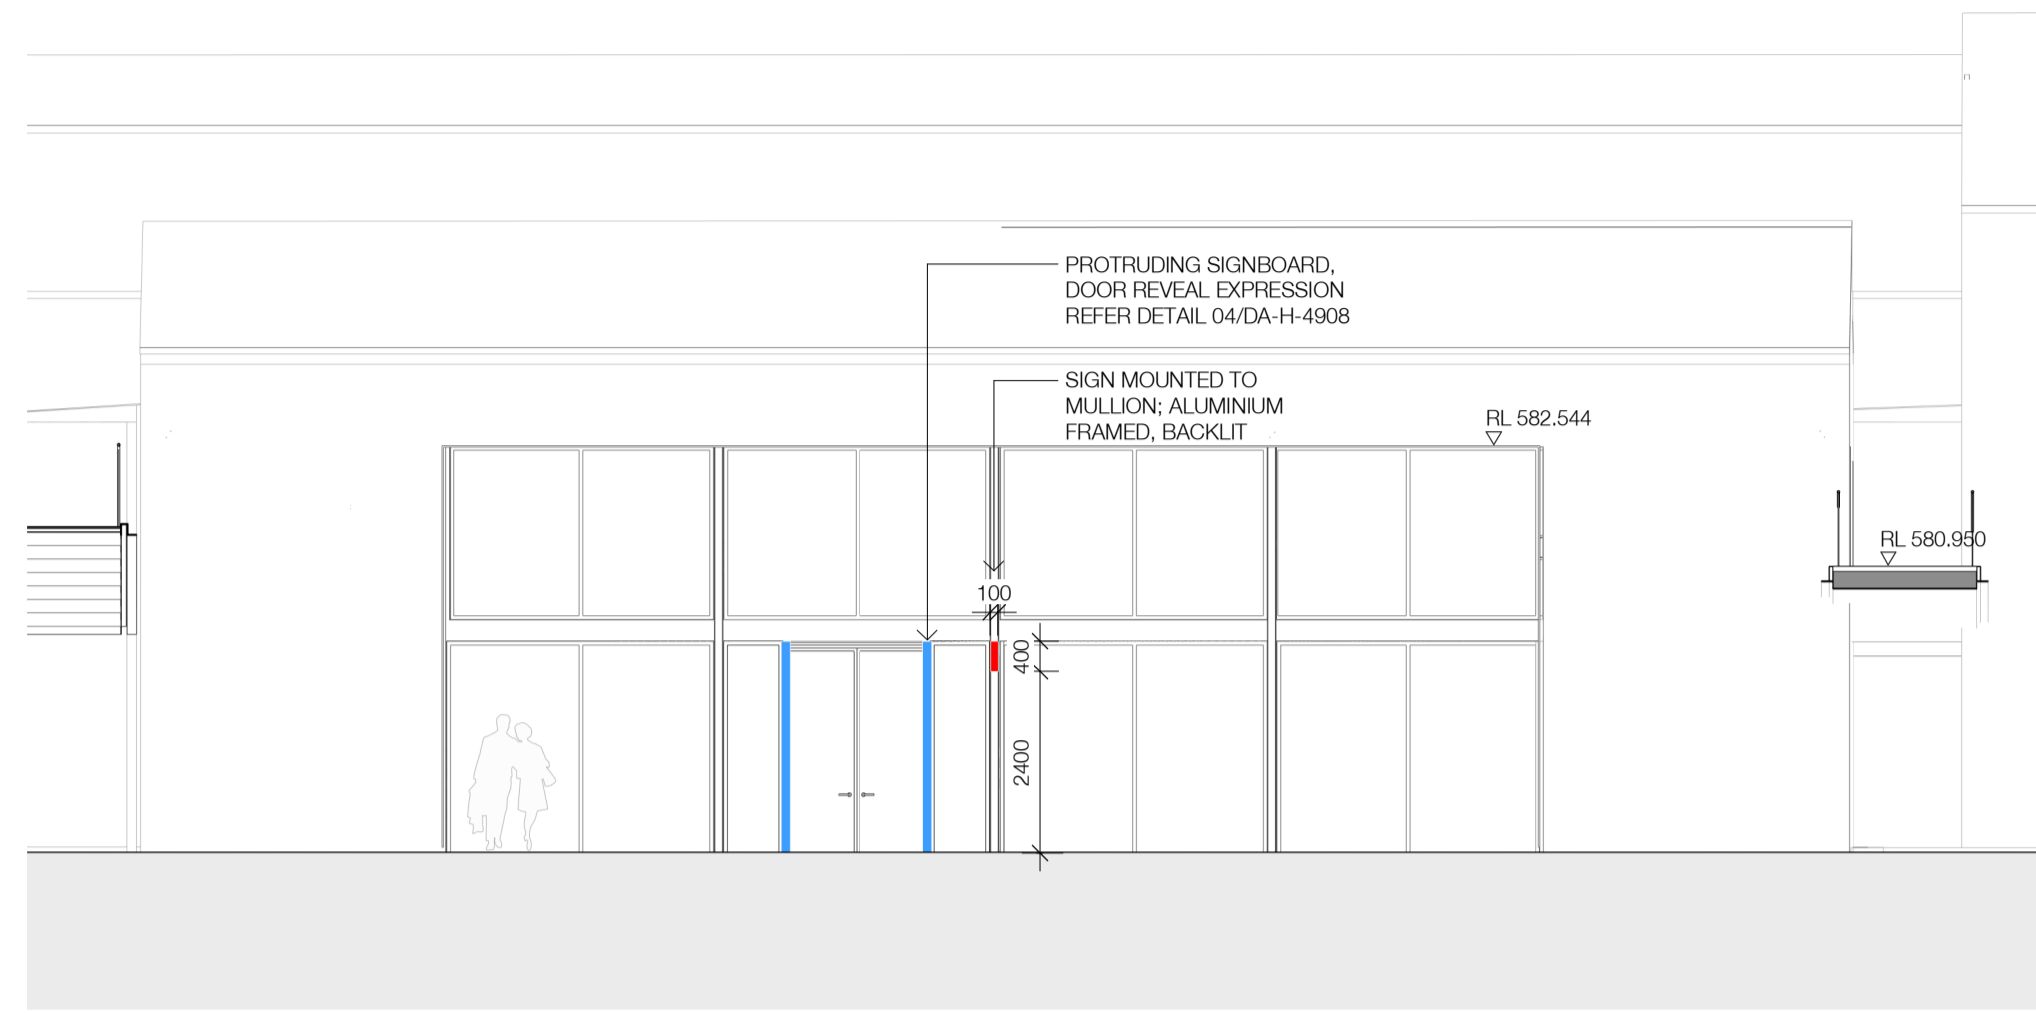 PROTRUDING SIGNBOARD,
DOOR REVEAL EXPRESSION
REFER DETAIL 04/DA-H-4908
SIGN MOUNTED TO
MULLION; ALUMINIUM
FRAMED, BACKLIT
RL 582.544
RL 580.950
100
400
2400